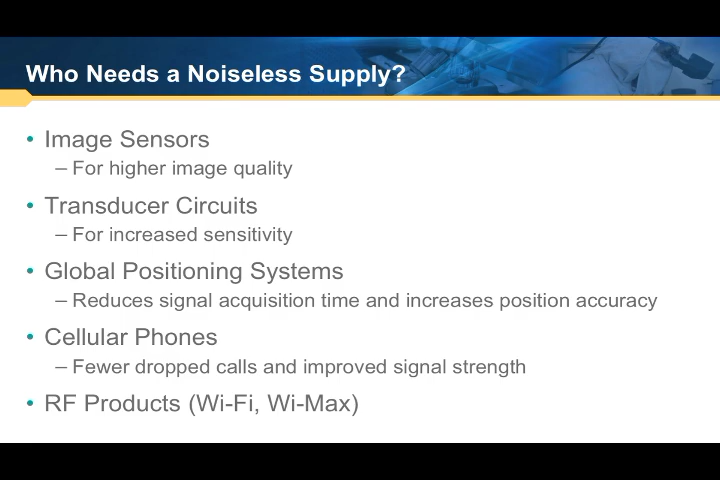 Who Needs a Noiseless Supply?
• Image Sensors
– For higher image quality
• Transducer Circuits
– For increased sensitivity
• Global Positioning Systems
– Reduces signal acquisition time and increases position accuracy
• Cellular Phones
– Fewer dropped calls and improved signal strength
• RF Products (Wi-Fi, Wi-Max)